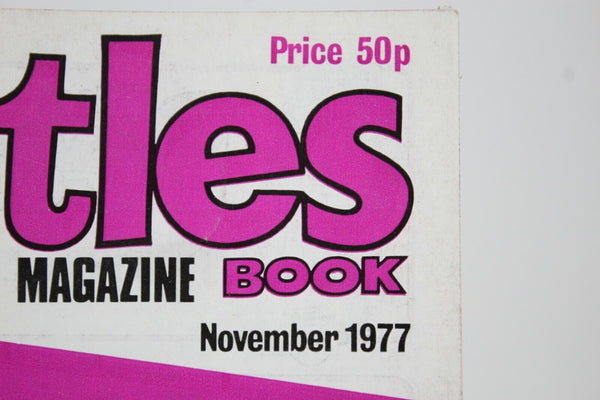 Price 50p
tles
MAGAZINE BOOK
November 1977